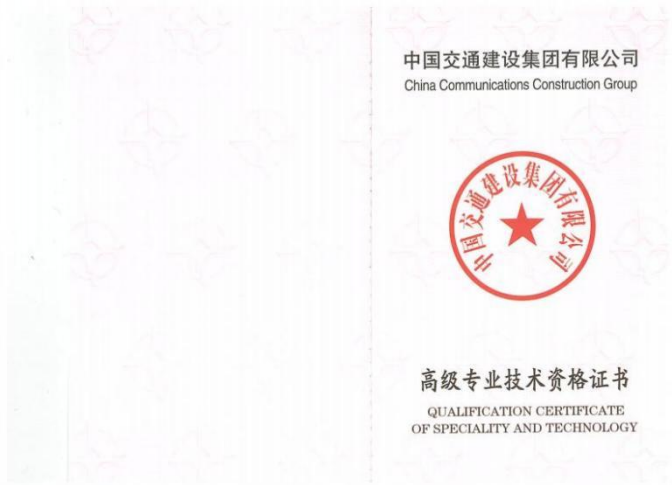 中国交通建设集团有限公司
China Communications Construction Group
中国交通建设集团有限公司
高级专业技术资格证书
QUALIFICATION CERTIFICATE
OF SPECIALITY AND TECHNOLOGY